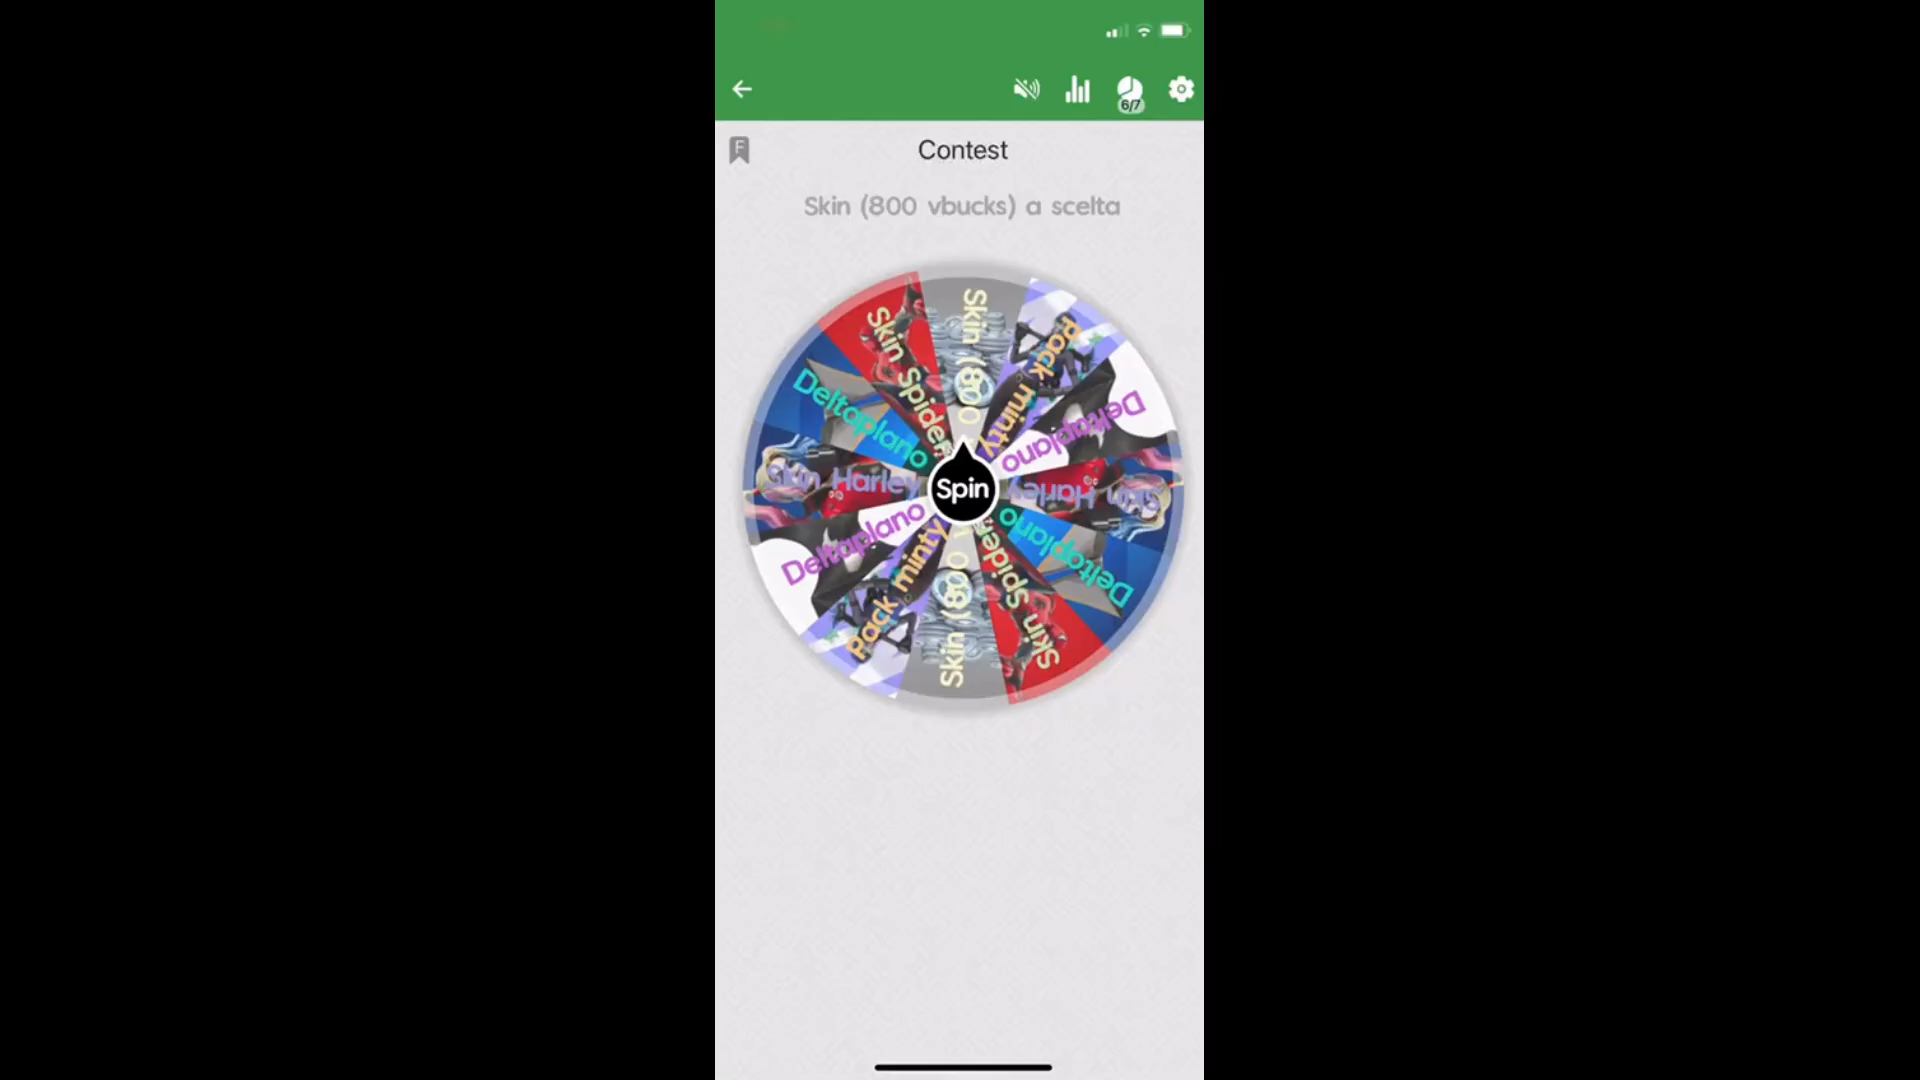 6/7
F
Contest
Skin (800 vbucks) a scelta
Skin (800
Pack minty
Deltaplano
Skin Harley
Deltaplano
Skin Spider
Skin (800
Pack minty
Deltaplano
Skin Harley
Deltaplano
Skin Spider
Spin